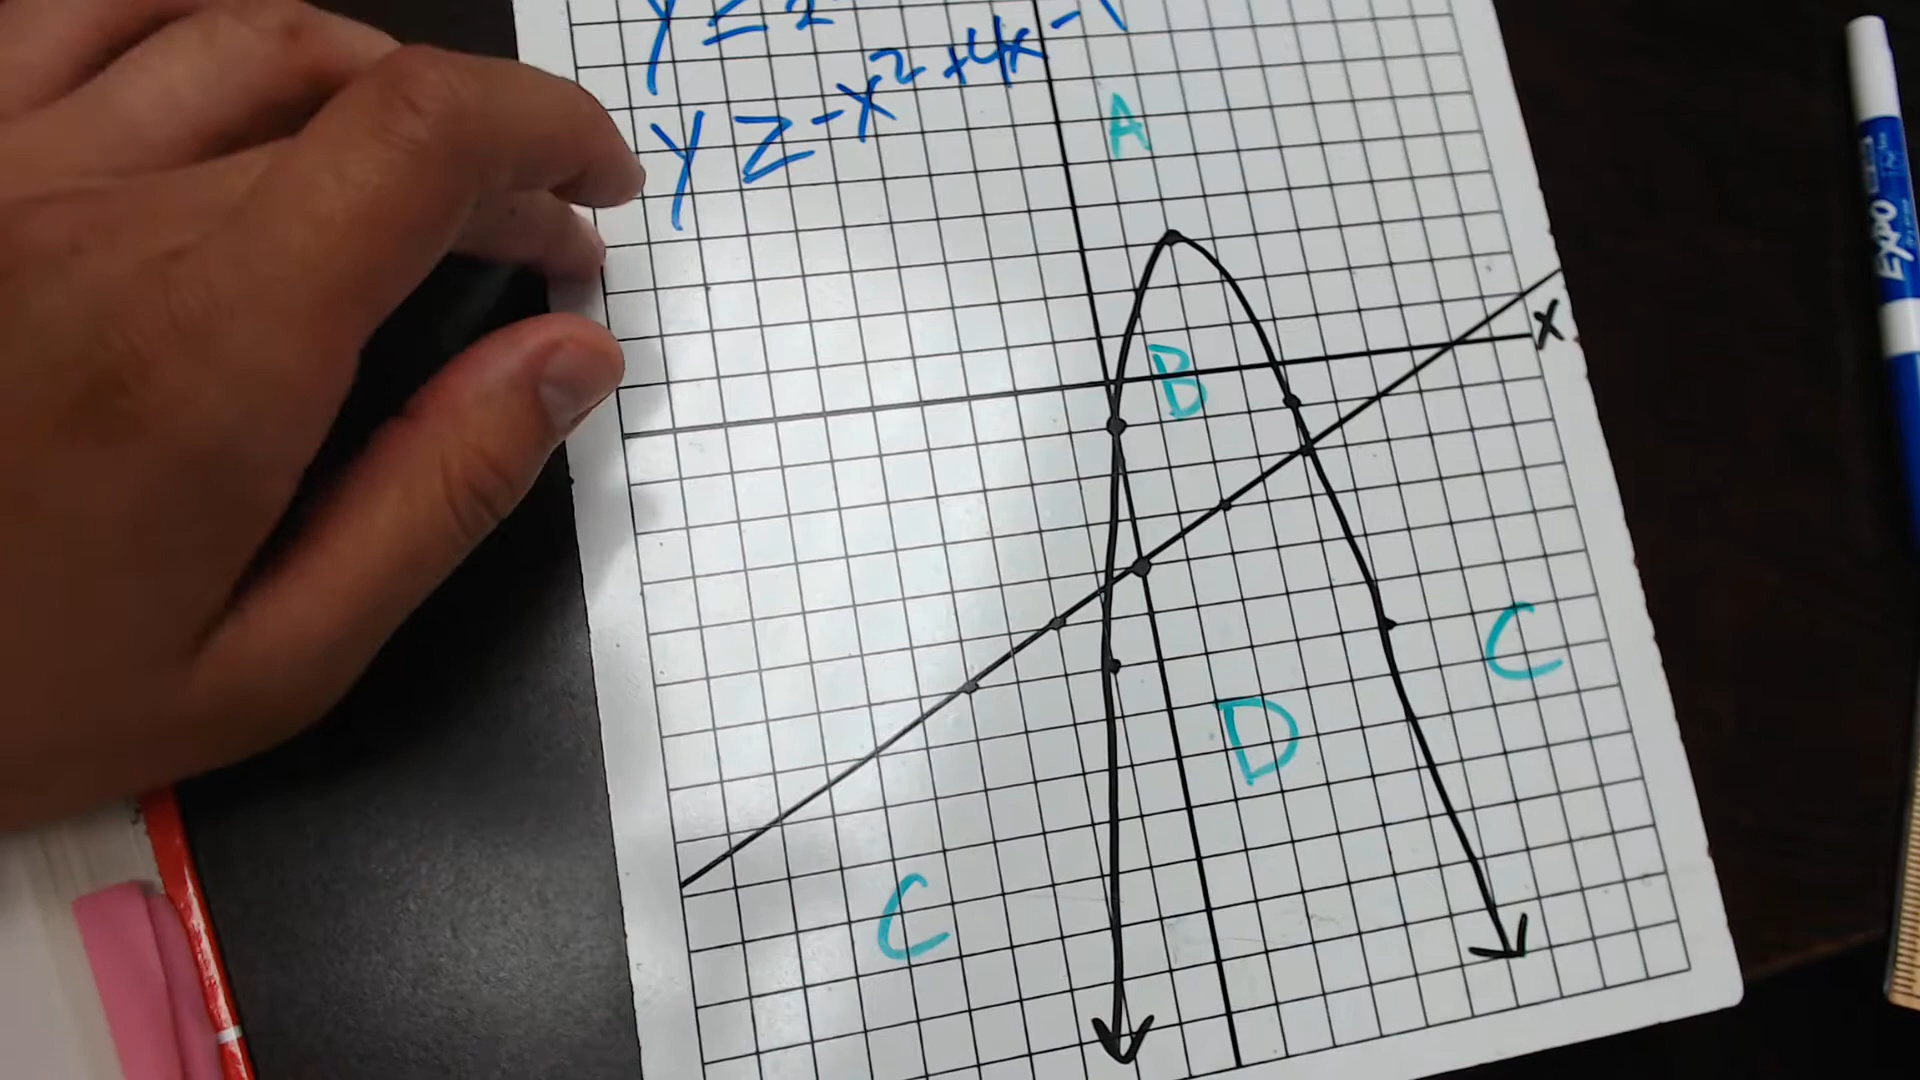 y ≤
y ≥ -x² + 4x - 1
A
X
B
C
D
C
EXPO